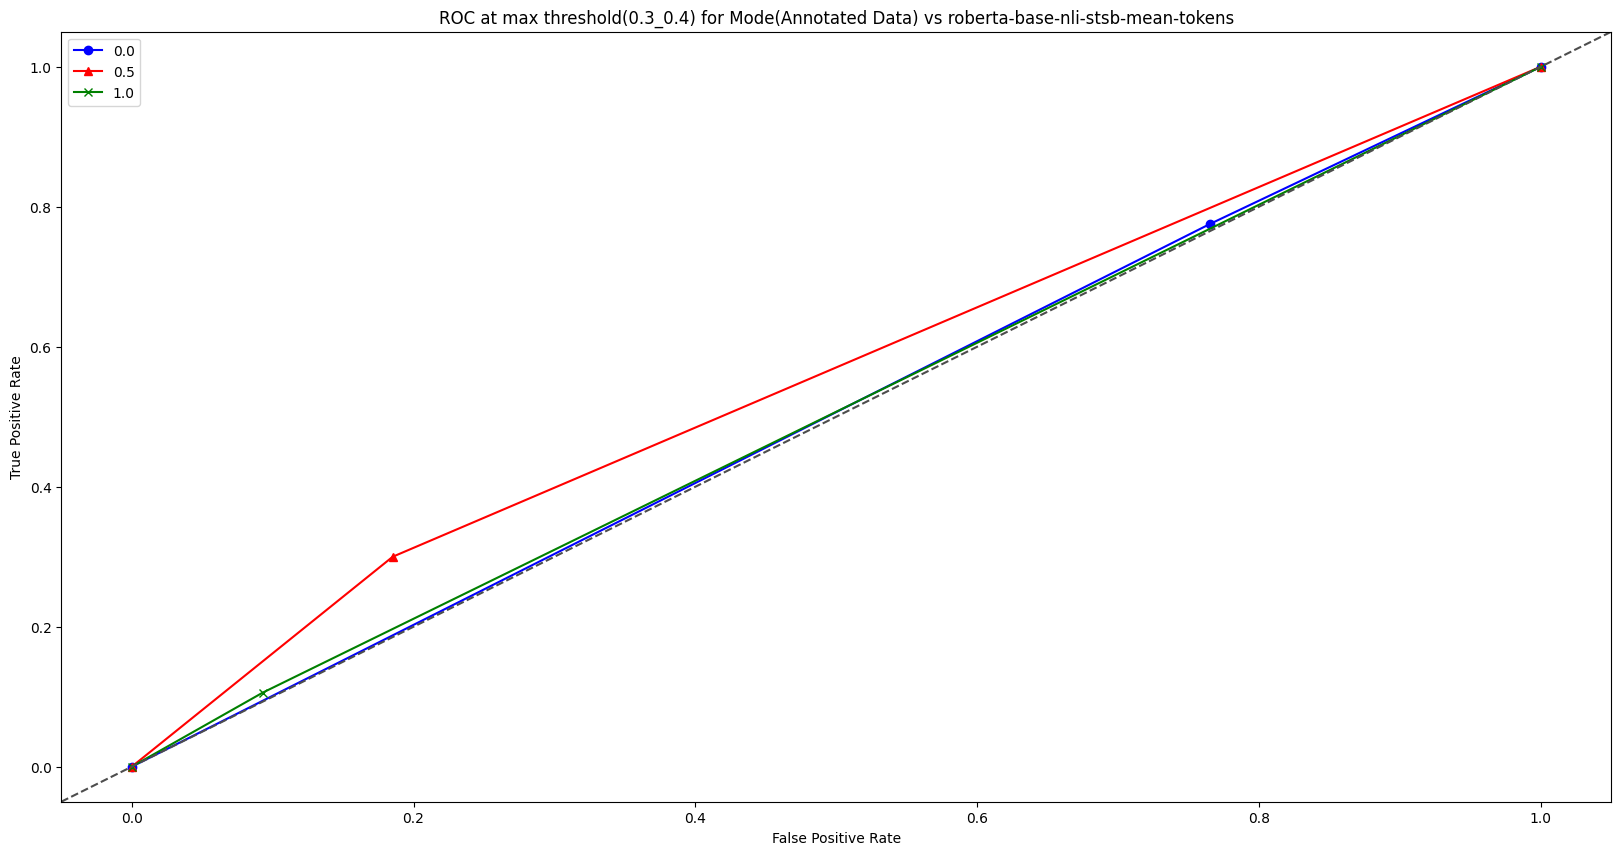 ROC at max threshold(0.3_0.4) for Mode(Annotated Data) vs roberta-base-nli-stsb-mean-tokens
0.0
0.5
1.0
True Positive Rate
1.0
0.8
0.6
0.4
0.2
0.0
0.0 0.2 0.4 0.6 0.8 1.0
False Positive Rate